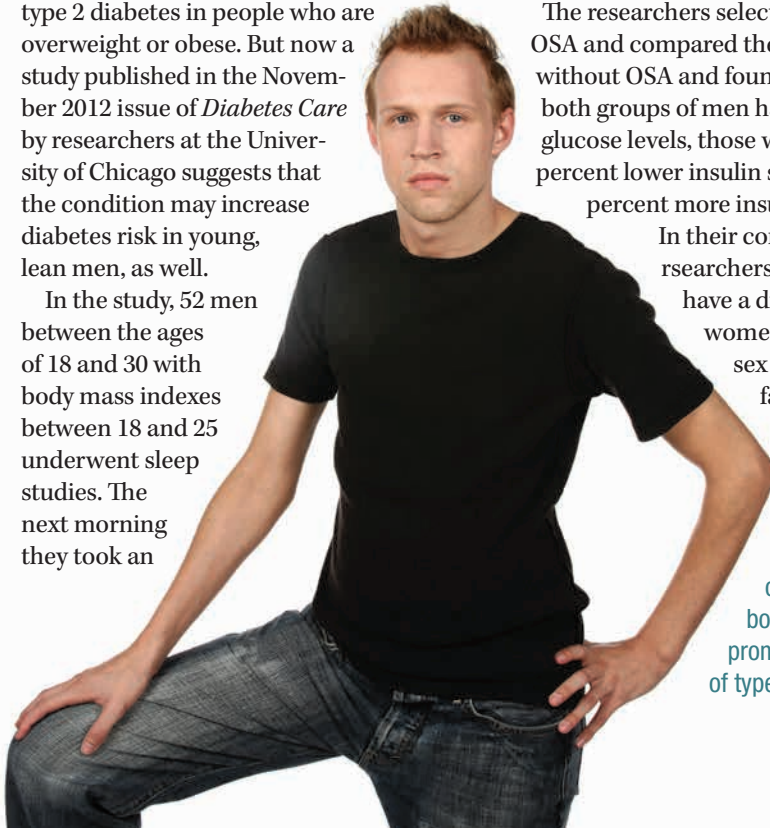 type 2 diabetes in people who are
overweight or obese. But now a
study published in the Novem-
ber 2012 issue of Diabetes Care
by researchers at the Univer-
sity of Chicago suggests that
the condition may increase
diabetes risk in young,
lean men, as well.
In the study, 52 men
between the ages
of 18 and 30 with
body mass indexes
between 18 and 25
underwent sleep
studies. The
next morning
they took an
The researchers select
OSA and compared the
without OSA and foun
both groups of men h
glucose levels, those w
percent lower insulin s
percent more insu
In their con
rsearchers
have a d
wome
sex
fa
bo
pron
of type